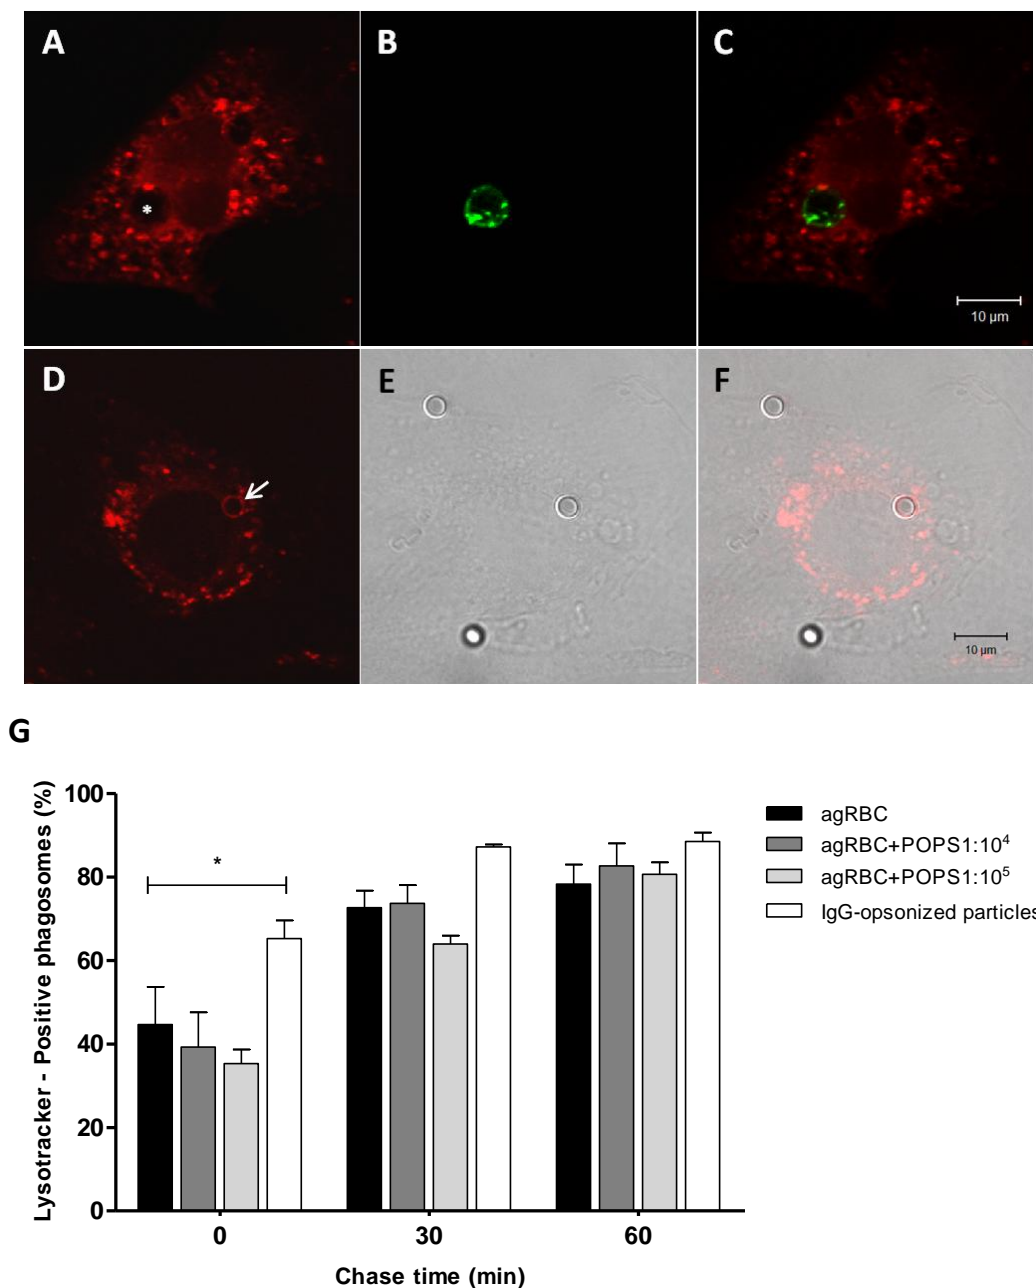 A B C
*
10 µm
D E F
10 µm
G
Lysotracker - Positive phagosomes (%)
100
80
60
40
20
0
*
0 30 60
Chase time (min)
agRBC
agRBC+POPS1:10⁴
agRBC+POPS1:10⁵
IgG-opsonized particles